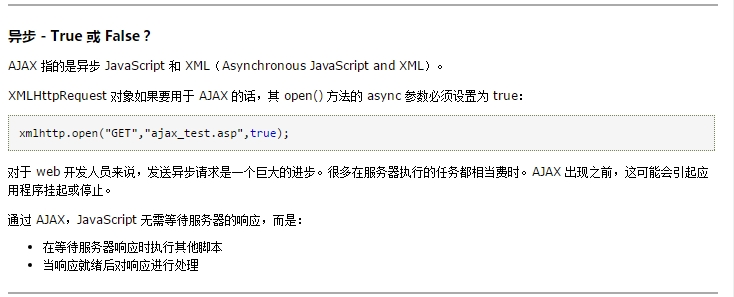 异步 - True 或 False？
AJAX 指的是异步 JavaScript 和 XML（Asynchronous JavaScript and XML）。
XMLHttpRequest 对象如果要用于 AJAX 的话，其 open() 方法的 async 参数必须设置为 true：
xmlhttp.open("GET","ajax_test.asp",true);
对于 web 开发人员来说，发送异步请求是一个巨大的进步。很多在服务器执行的任务都相当费时。AJAX 出现之前，这可能会引起应
用程序挂起或停止。
通过 AJAX，JavaScript 无需等待服务器的响应，而是：
• 在等待服务器响应时执行其他脚本
• 当响应就绪后对响应进行处理